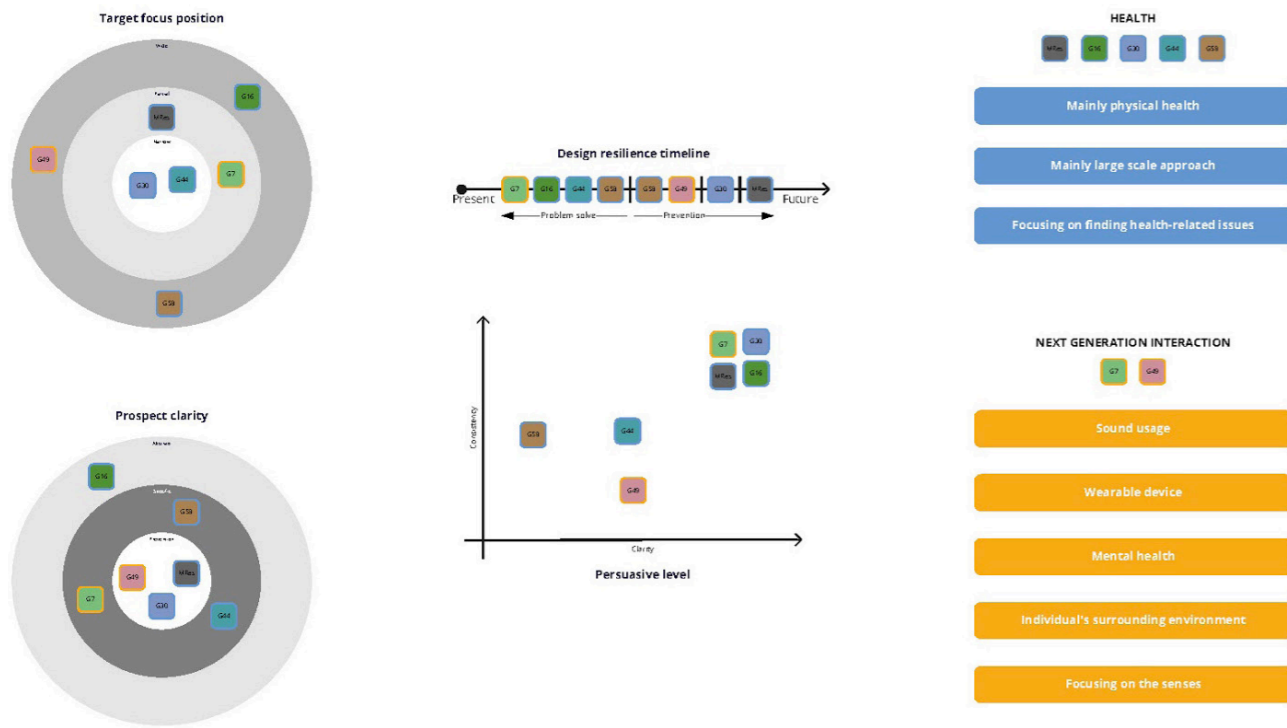 Target focus position
Wide
G16
MRes
Narrow
G49
G30
G44
G7
G58
Prospect clarity
G16
G58
G49
MRes
G7
G30
G44
Design resilience timeline
G7
G16
G44
G58
G58
G49
G30
MRes
Present
Future
Problem solve
Prevention
G7
G30
MRes
G16
G58
G44
G49
Consistency
Clarity
Persuasive level
HEALTH
MRes
G16
G30
G44
G58
Mainly physical health
Mainly large scale approach
Focusing on finding health-related issues
NEXT GENERATION INTERACTION
G7
G49
Sound usage
Wearable device
Mental health
Individual's surrounding environment
Focusing on the senses